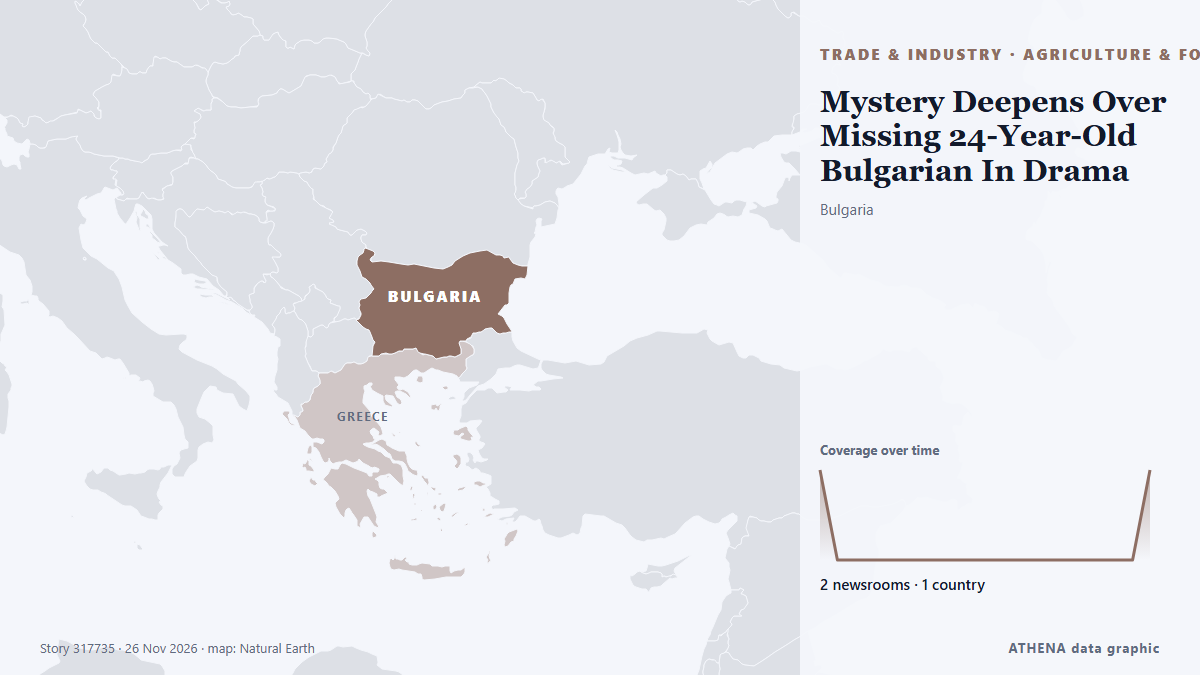 TRADE & INDUSTRY · AGRICULTURE & FO
Mystery Deepens Over
Missing 24-Year-Old
Bulgarian In Drama
Bulgaria
BULGARIA
GREECE
Coverage over time
2 newsrooms · 1 country
Story 317735 · 26 Nov 2026 · map: Natural Earth
ATHENA data graphic